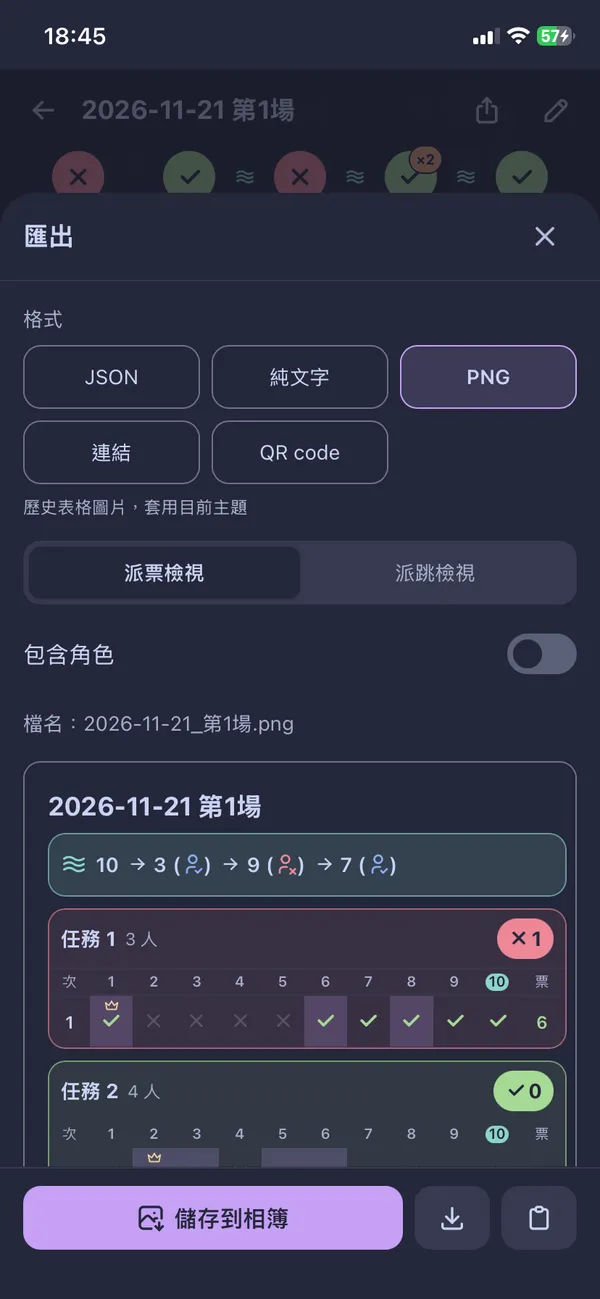 18:45
57
2026-11-21 第1場
×2
匯出
格式
JSON
純文字
PNG
連結
QR code
歷史表格圖片，套用目前主題
派票檢視
派跳檢視
包含角色
檔名：2026-11-21_第1場.png
2026-11-21 第1場
10 → 3 ( ) → 9 ( ) → 7 ( )
任務 1 3 人
1
次 1 2 3 4 5 6 7 8 9 10 票
1 6
任務 2 4 人
0
次 1 2 3 4 5 6 7 8 9 10 票
儲存到相簿